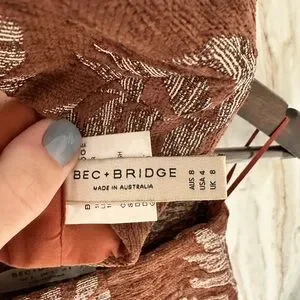 BEC + BRIDGE
MADE IN AUSTRALIA
AUS 8
USA 4
UK 8